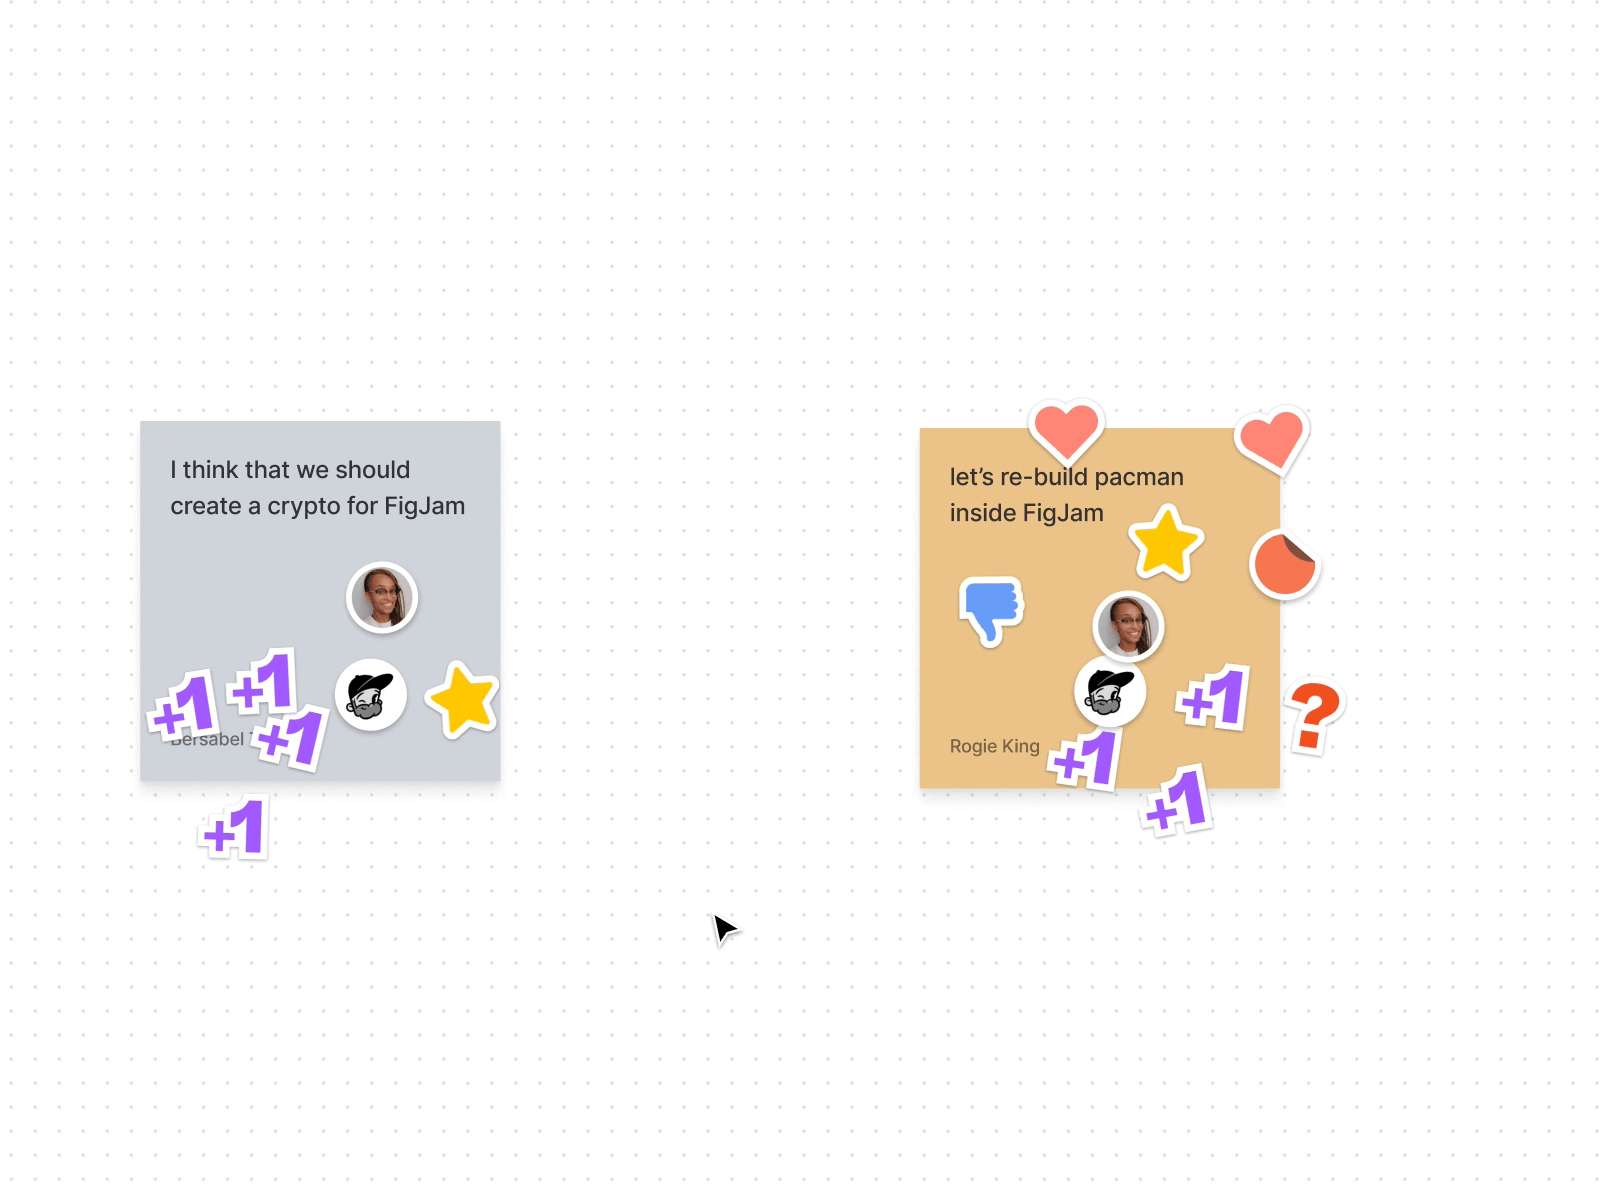 I think that we should
create a crypto for FigJam
+1
+1
+1
Bersabel
+1
let’s re-build pacman
inside FigJam
+1
?
Rogie King
+1
+1